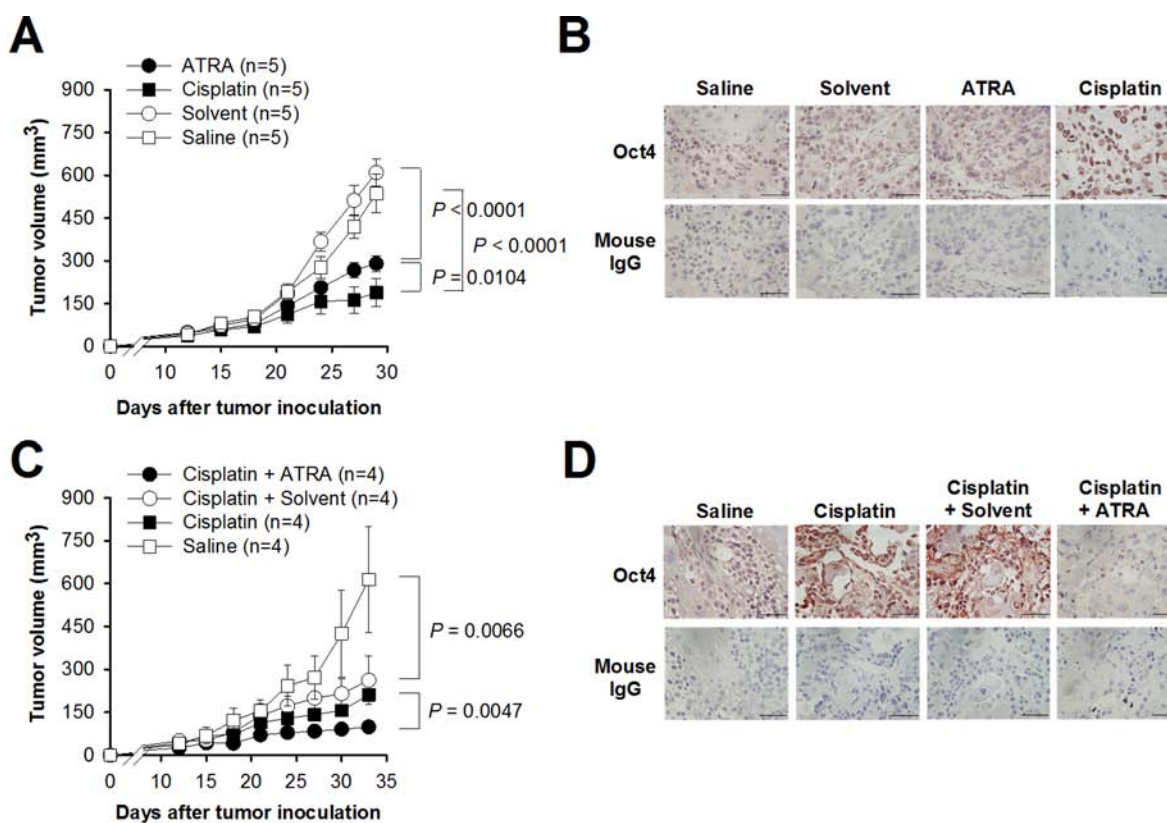 A
ATRA (n=5)
Cisplatin (n=5)
Solvent (n=5)
Saline (n=5)
Tumor volume (mm³)
900
750
600
450
300
150
0
0 10 15 20 25 30
Days after tumor inoculation
P < 0.0001
P < 0.0001
P = 0.0104
B
Saline Solvent ATRA Cisplatin
Oct4
Mouse
IgG
C
Cisplatin + ATRA (n=4)
Cisplatin + Solvent (n=4)
Cisplatin (n=4)
Saline (n=4)
Tumor volume (mm³)
900
750
600
450
300
150
0
0 10 15 20 25 30 35
Days after tumor inoculation
P = 0.0066
P = 0.0047
D
Saline Cisplatin Cisplatin + Solvent Cisplatin + ATRA
Oct4
Mouse
IgG